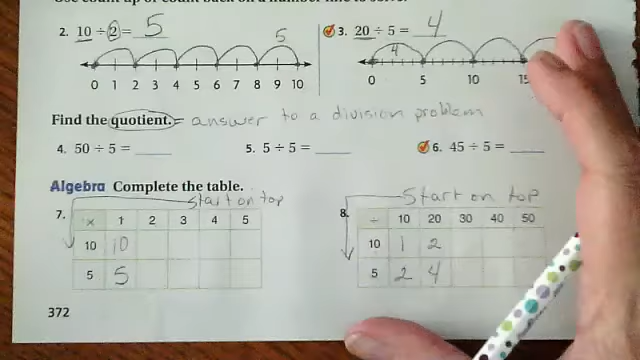 Use count up or count back on a number line to solve.
2. 10 ÷ 2 = 5
3. 20 ÷ 5 = 4
5
4
0 1 2 3 4 5 6 7 8 9 10
0 5 10 15
Find the quotient. = answer to a division problem
4. 50 ÷ 5 = ____
5. 5 ÷ 5 = ____
6. 45 ÷ 5 = ____
Algebra Complete the table.
start on top
Start on top
7. × 1 2 3 4 5
10 10
5 5
8. ÷ 10 20 30 40 50
10 1 2
5 2 4
372